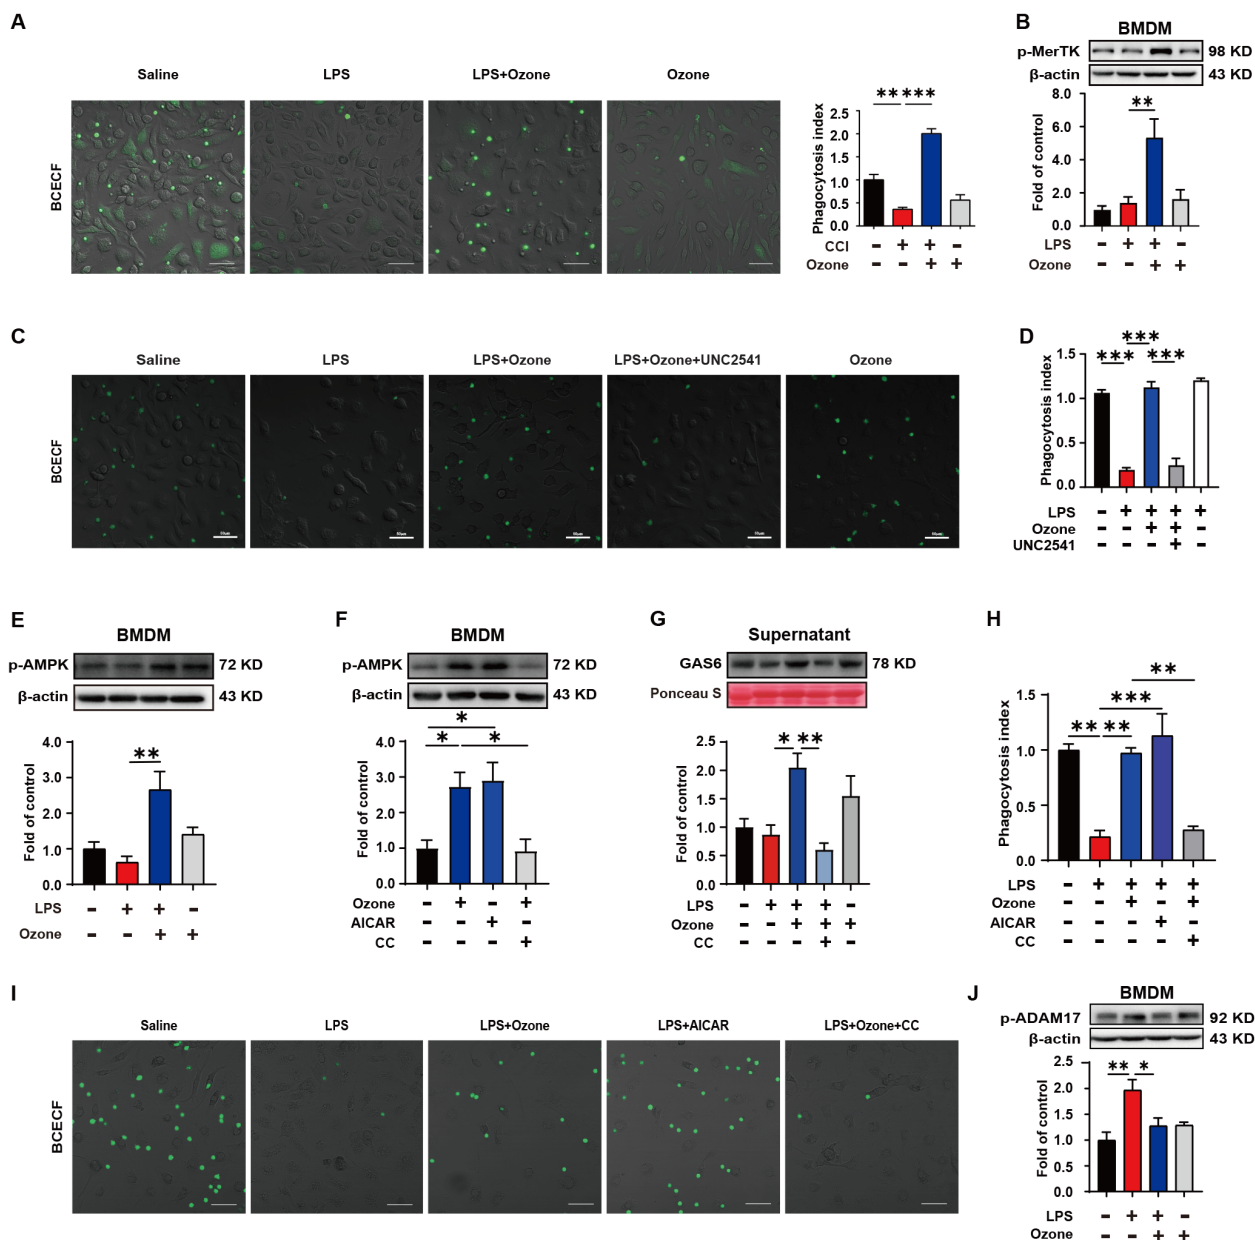 A
Saline
LPS
LPS+Ozone
Ozone
BCECF
Phagocytosis index
2.5
2.0
1.5
1.0
0.5
0.0
** ***
CCI - + + -
Ozone - - + +
B
BMDM
p-MerTK 98 KD
β-actin 43 KD
Fold of control
8.0
6.0
4.0
2.0
0.0
**
LPS - + + -
Ozone - - + +
C
Saline
LPS
LPS+Ozone
LPS+Ozone+UNC2541
Ozone
BCECF
D
Phagocytosis index
1.5
1.0
0.5
0.0
***
*** ***
LPS - + + + +
Ozone - - + + -
UNC2541 - - - + -
E
BMDM
p-AMPK 72 KD
β-actin 43 KD
Fold of control
4.0
3.0
2.0
1.0
0.0
**
LPS - + + -
Ozone - - + +
F
BMDM
p-AMPK 72 KD
β-actin 43 KD
Fold of control
4.0
3.0
2.0
1.0
0.0
*
* *
Ozone - + - +
AICAR - - + -
CC - - - +
G
Supernatant
GAS6 78 KD
Ponceau S
Fold of control
2.5
2.0
1.5
1.0
0.5
0.0
* **
LPS - + + + -
Ozone - - + + +
CC - - - + -
H
Phagocytosis index
1.5
1.0
0.5
0.0
**
***
** **
LPS - + + + +
Ozone - - + - +
AICAR - - - + -
CC - - - - +
I
Saline
LPS
LPS+Ozone
LPS+AICAR
LPS+Ozone+CC
BCECF
J
BMDM
p-ADAM17 92 KD
β-actin 43 KD
Fold of control
2.5
2.0
1.5
1.0
0.5
0.0
** *
LPS - + + -
Ozone - - + +